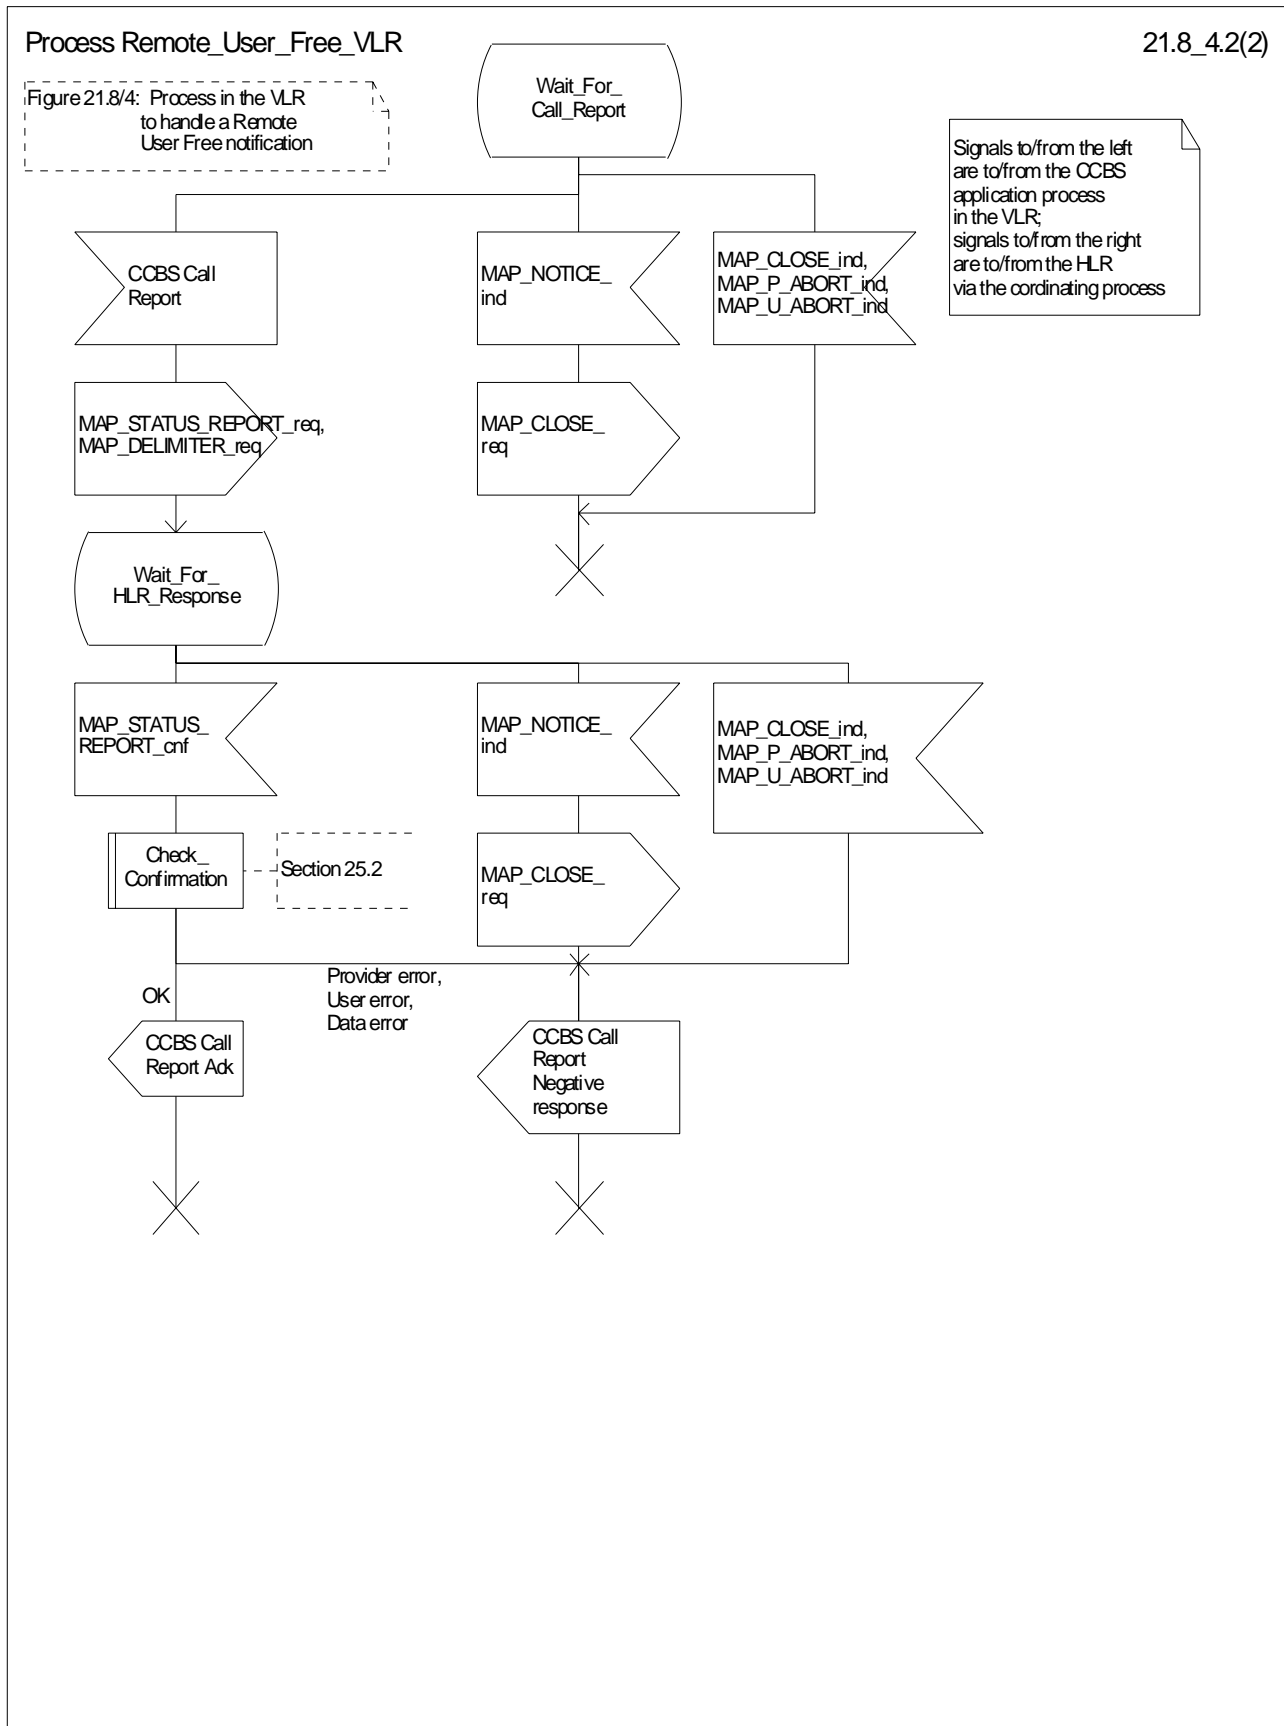 Process Remote_User_Free_VLR
21.8_4.2(2)
Figure 21.8/4: Process in the VLR
to handle a Remote
User Free notification
Wait_For_
Call_Report
Signals to/from the left
are to/from the CCBS
application process
in the VLR;
signals to/from the right
are to/from the HLR
via the cordinating process
CCBS Call
Report
MAP_NOTICE_
ind
MAP_CLOSE_ind,
MAP_P_ABORT_ind,
MAP_U_ABORT_ind
MAP_STATUS_REPORT_req,
MAP_DELIMITER_req
MAP_CLOSE_
req
Wait_For_
HLR_Response
MAP_STATUS_
REPORT_cnf
MAP_NOTICE_
ind
MAP_CLOSE_ind,
MAP_P_ABORT_ind,
MAP_U_ABORT_ind
Check_
Confirmation
Section 25.2
MAP_CLOSE_
req
Provider error,
User error,
Data error
OK
CCBS Call
Report Ack
CCBS Call
Report
Negative
response